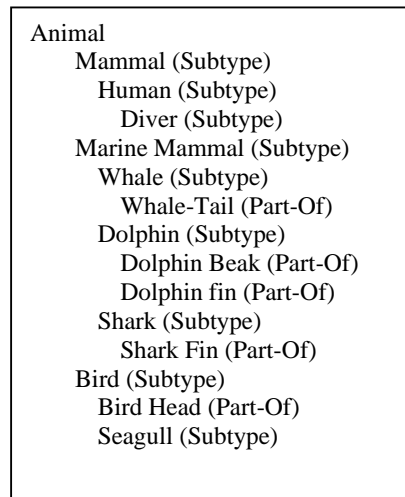 Animal
Mammal (Subtype)
Human (Subtype)
Diver (Subtype)
Marine Mammal (Subtype)
Whale (Subtype)
Whale-Tail (Part-Of)
Dolphin (Subtype)
Dolphin Beak (Part-Of)
Dolphin fin (Part-Of)
Shark (Subtype)
Shark Fin (Part-Of)
Bird (Subtype)
Bird Head (Part-Of)
Seagull (Subtype)